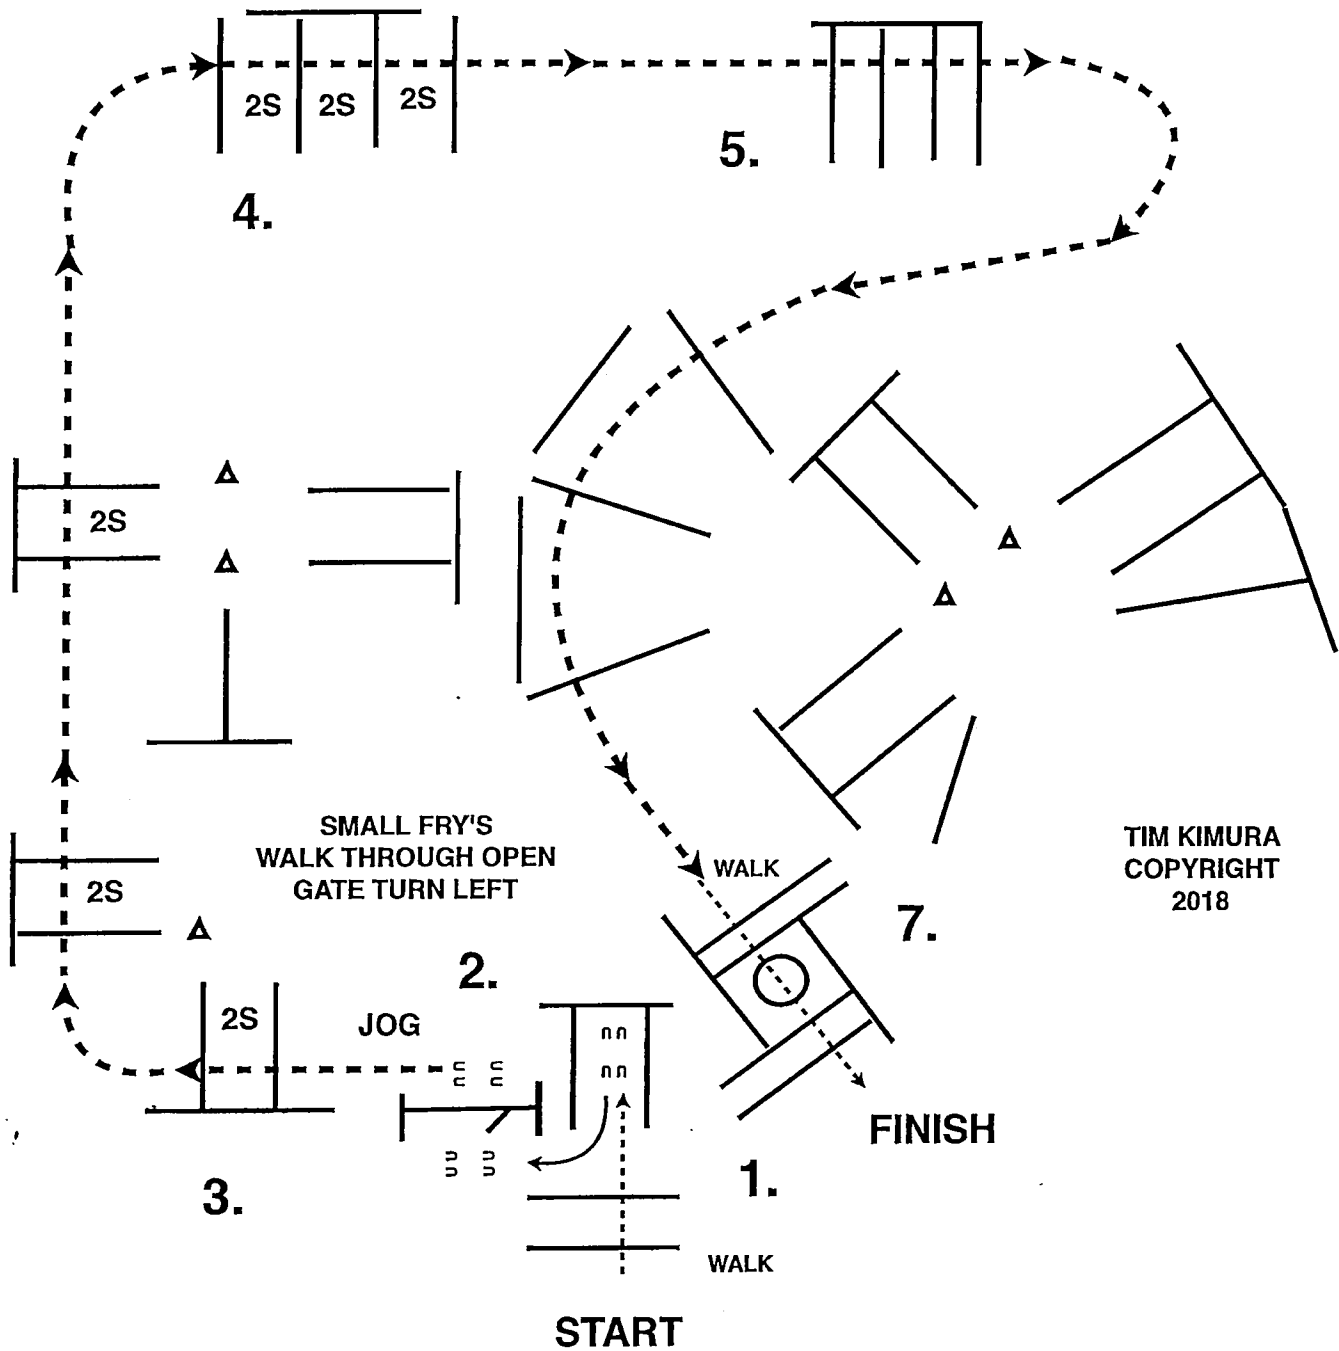 2S
2S
2S
5.
4.
2S
SMALL FRY'S
WALK THROUGH OPEN
GATE TURN LEFT
TIM KIMURA
COPYRIGHT
2018
WALK
2S
7.
2.
2S
JOG
FINISH
1.
3.
WALK
START